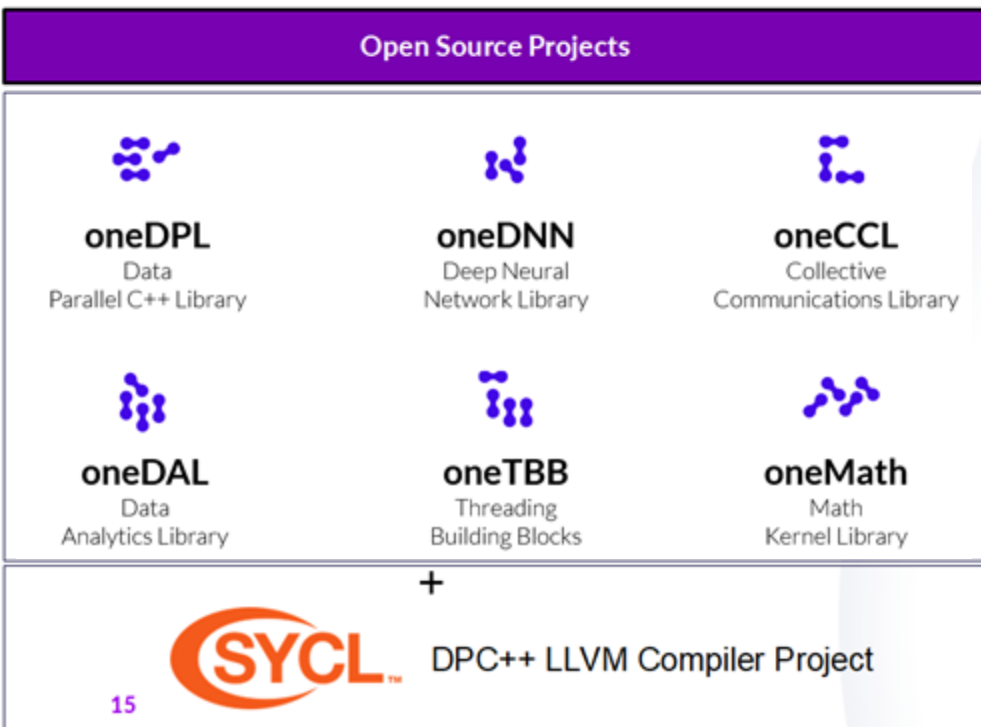 Open Source Projects
oneDPL
Data
Parallel C++ Library
oneDNN
Deep Neural
Network Library
oneCCL
Collective
Communications Library
oneDAL
Data
Analytics Library
oneTBB
Threading
Building Blocks
oneMath
Math
Kernel Library
+
SYCL™
DPC++ LLVM Compiler Project
15